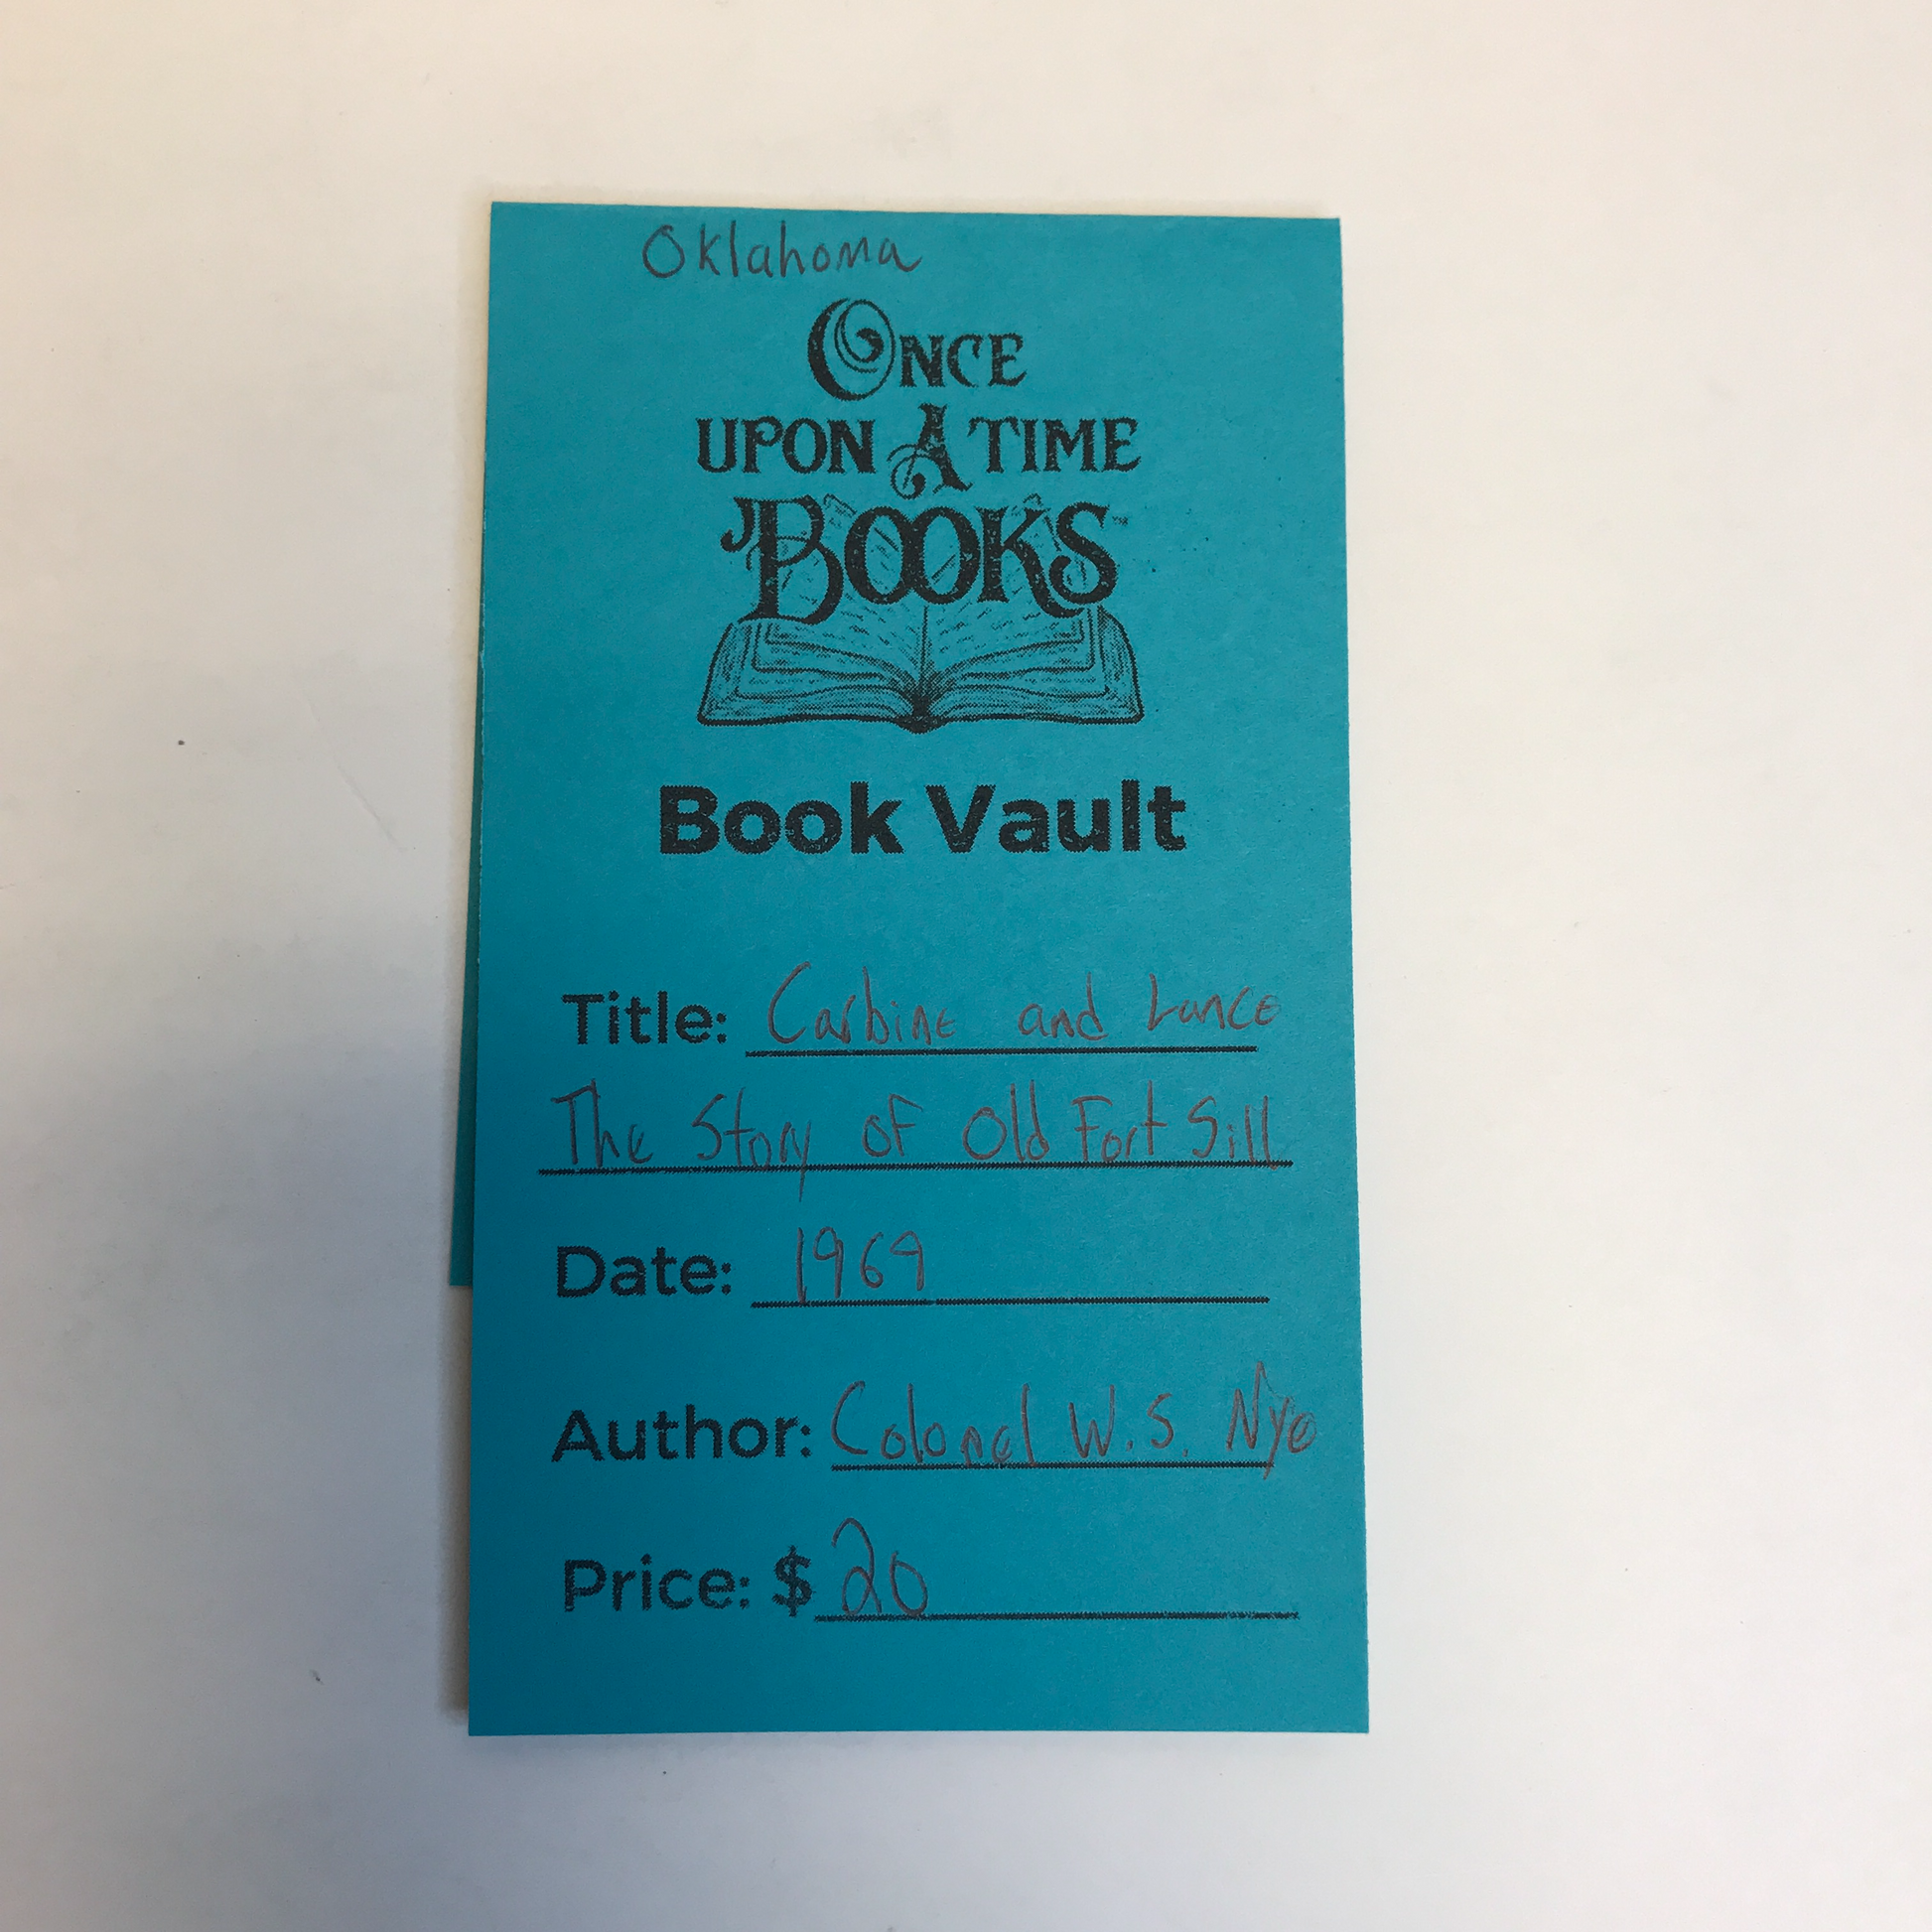 Oklahoma
ONCE
UPON A TIME
BOOKS™
Book Vault
Title: Carbine and Lance
The Story of Old Fort Sill
Date: 1969
Author: Colonel W.S. Nye
Price: $20